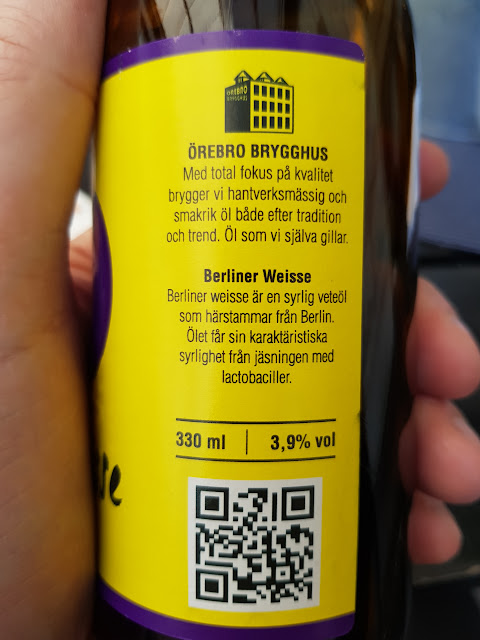 ÖREBRO
BRYGGHUS
ÖREBRO BRYGGHUS
Med total fokus på kvalitet
brygger vi hantverksmässig och
smakrik öl både efter tradition
och trend. Öl som vi själva gillar.
Berliner Weisse
Berliner weisse är en syrlig veteöl
som härstammar från Berlin.
Ölet får sin karaktäristiska
syrlighet från jäsningen med
lactobaciller.
330 ml | 3,9% vol